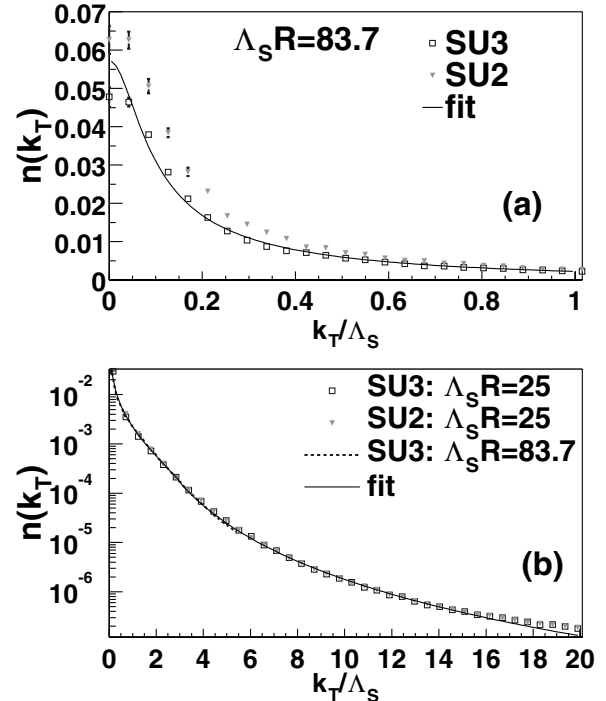 0.07
Λ_S R=83.7
SU3
SU2
fit
0.06
0.05
0.04
0.03
0.02
0.01
0
n(k_T)
(a)
0 0.2 0.4 0.6 0.8 1
k_T/Λ_S
SU3: Λ_S R=25
SU2: Λ_S R=25
SU3: Λ_S R=83.7
fit
10^-2
10^-3
10^-4
10^-5
10^-6
n(k_T)
(b)
0 2 4 6 8 10 12 14 16 18 20
k_T/Λ_S